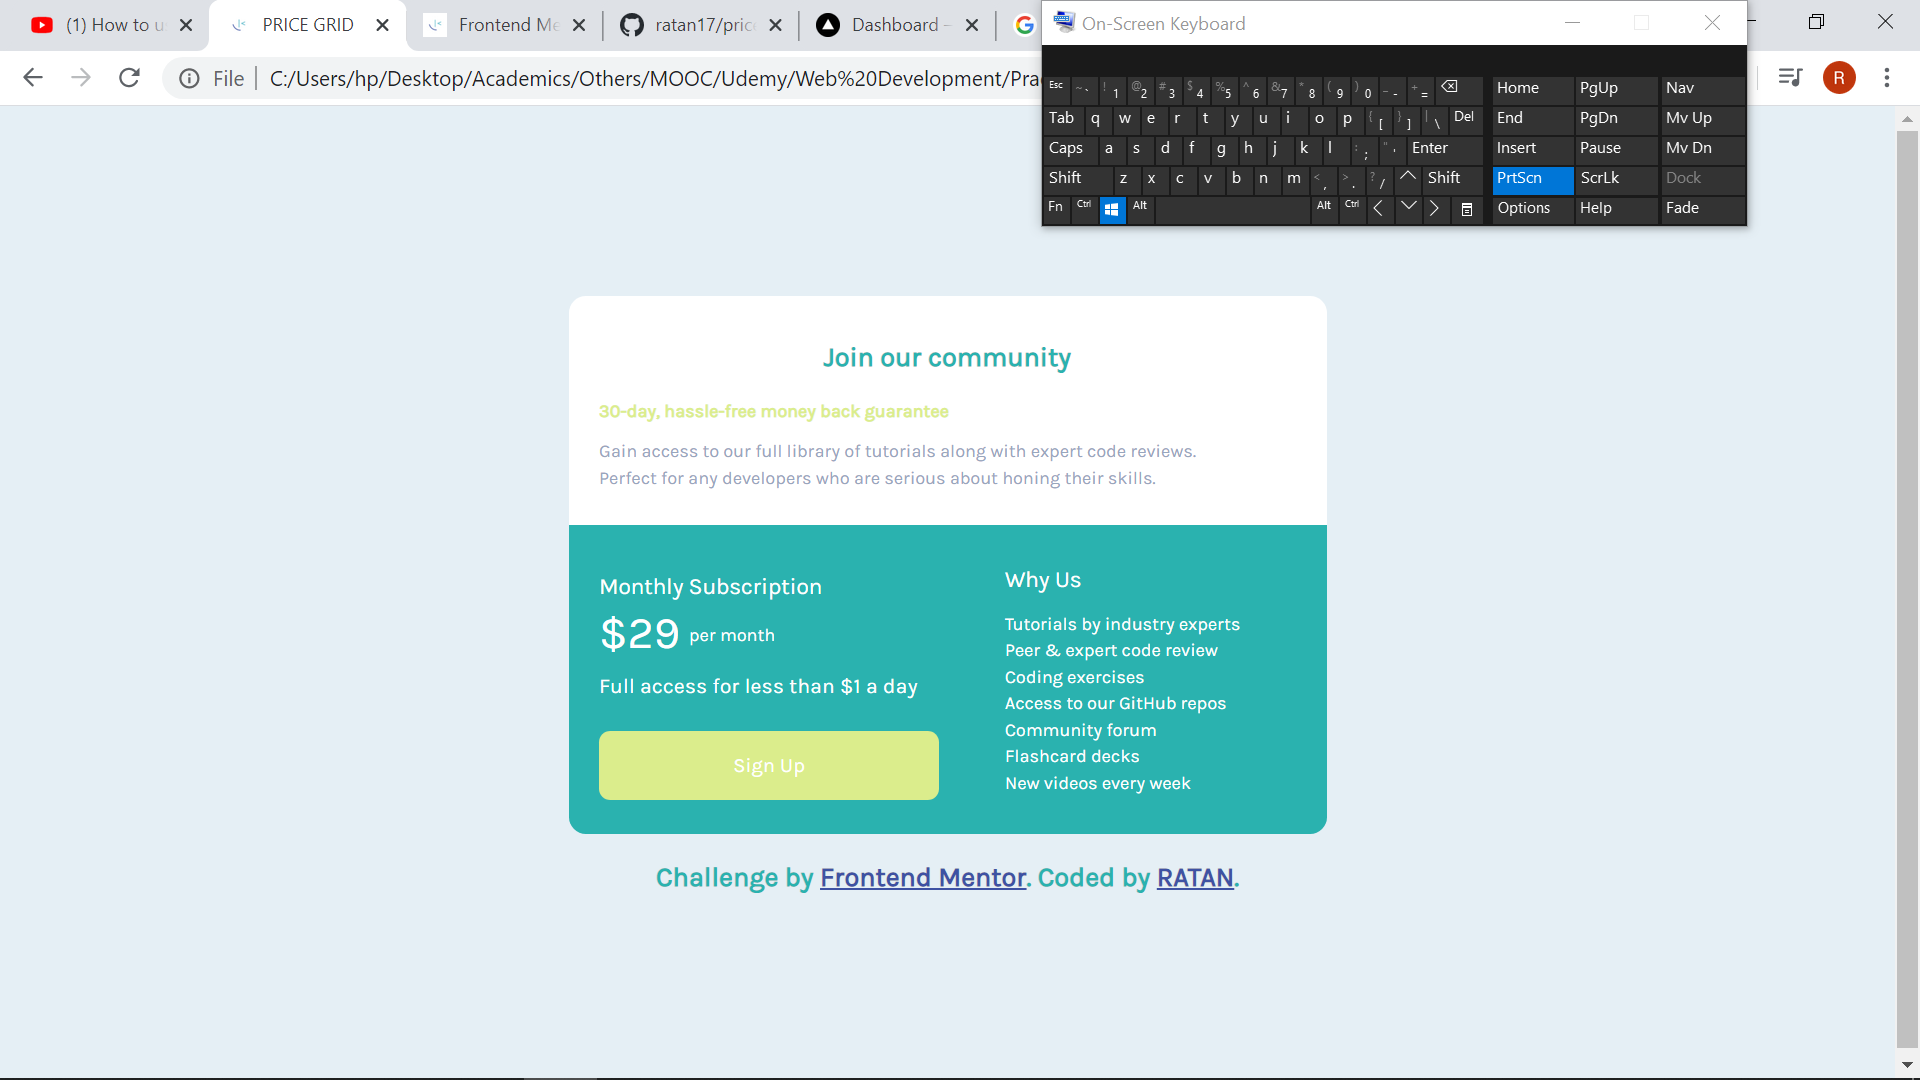 (1) How to u
PRICE GRID
Frontend Me
ratan17/price
Dashboard –
On-Screen Keyboard
File
C:/Users/hp/Desktop/Academics/Others/MOOC/Udemy/Web%20Development/Prac
R
Esc ~ ` ! 1 @ 2 # 3 $ 4 % 5 ^ 6 & 7 * 8 ( 9 ) 0 _ - + = Home PgUp Nav
Tab q w e r t y u i o p { [ } ] | \ Del End PgDn Mv Up
Caps a s d f g h j k l : ; " ' Enter Insert Pause Mv Dn
Shift z x c v b n m < , > . ? / Shift PrtScn ScrLk Dock
Fn Ctrl Alt Alt Ctrl Options Help Fade
Join our community
30-day, hassle-free money back guarantee
Gain access to our full library of tutorials along with expert code reviews.
Perfect for any developers who are serious about honing their skills.
Monthly Subscription
$29 per month
Full access for less than $1 a day
Sign Up
Why Us
Tutorials by industry experts
Peer & expert code review
Coding exercises
Access to our GitHub repos
Community forum
Flashcard decks
New videos every week
Challenge by Frontend Mentor. Coded by RATAN.